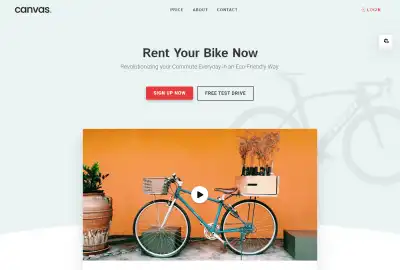 canvas.
PRICE ABOUT CONTACT
LOGIN
Rent Your Bike Now
Revolutionizing your Commute Everyday in an Eco-Friendly Way.
SIGN UP NOW
FREE TEST DRIVE